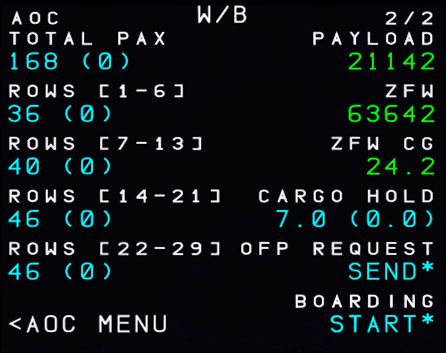 W/B
AOC 2/2
TOTAL PAX PAYLOAD
168 (0) 21142
ROWS [1-6] ZFW
36 (0) 63642
ROWS [7-13] ZFW CG
40 (0) 24.2
ROWS [14-21] CARGO HOLD
46 (0) 7.0 (0.0)
ROWS [22-29] OFP REQUEST
46 (0) SEND*
BOARDING
<AOC MENU START*